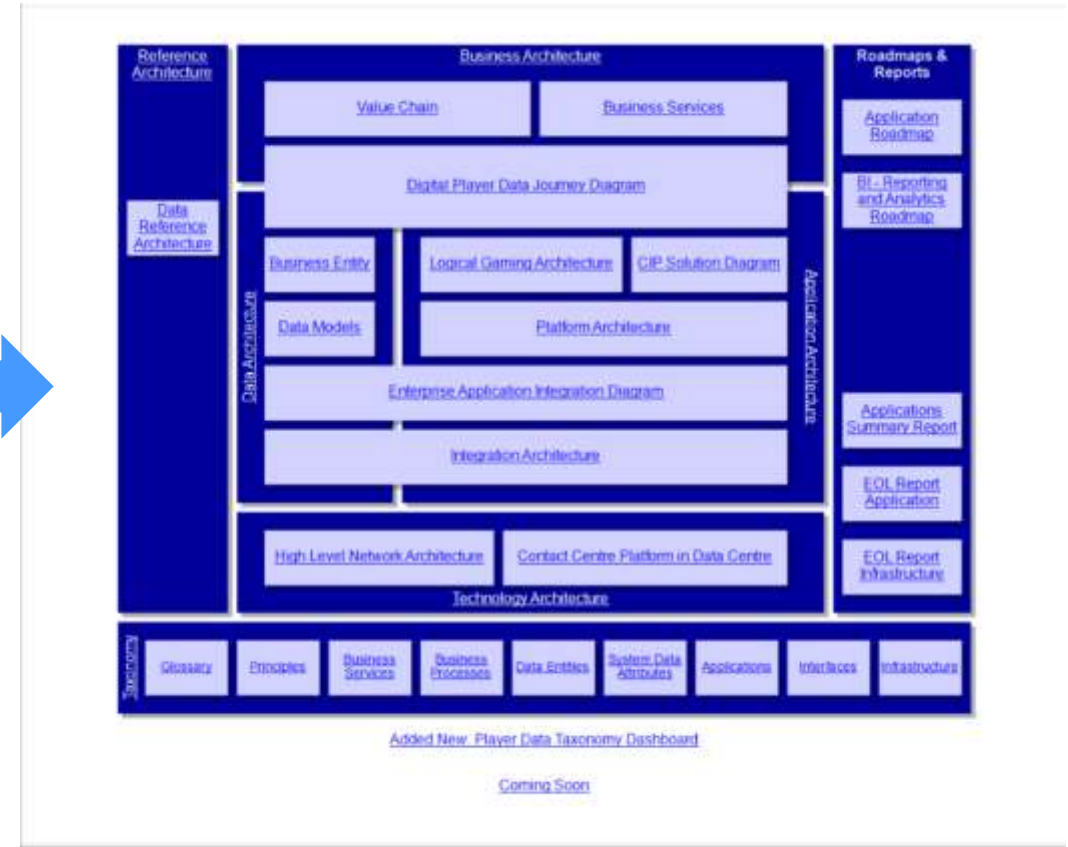 Reference
Architecture
Data
Reference
Architecture
Business Architecture
Value Chain
Business Services
Digital Player Data Journey Diagram
Data Architecture
Business Entity
Data Models
Logical Gaming Architecture
CIP Solution Diagram
Platform Architecture
Application Architecture
Enterprise Application Integration Diagram
Integration Architecture
High Level Network Architecture
Contact Centre Platform in Data Centre
Technology Architecture
Roadmaps &
Reports
Application
Roadmap
BI - Reporting
and Analytics
Roadmap
Applications
Summary Report
EOL Report
Application
EOL Report
Infrastructure
Taxonomy
Glossary
Principles
Business
Services
Business
Processes
Data Entities
System Data
Attributes
Applications
Interfaces
Infrastructure
Added New Player Data Taxonomy Dashboard
Coming Soon